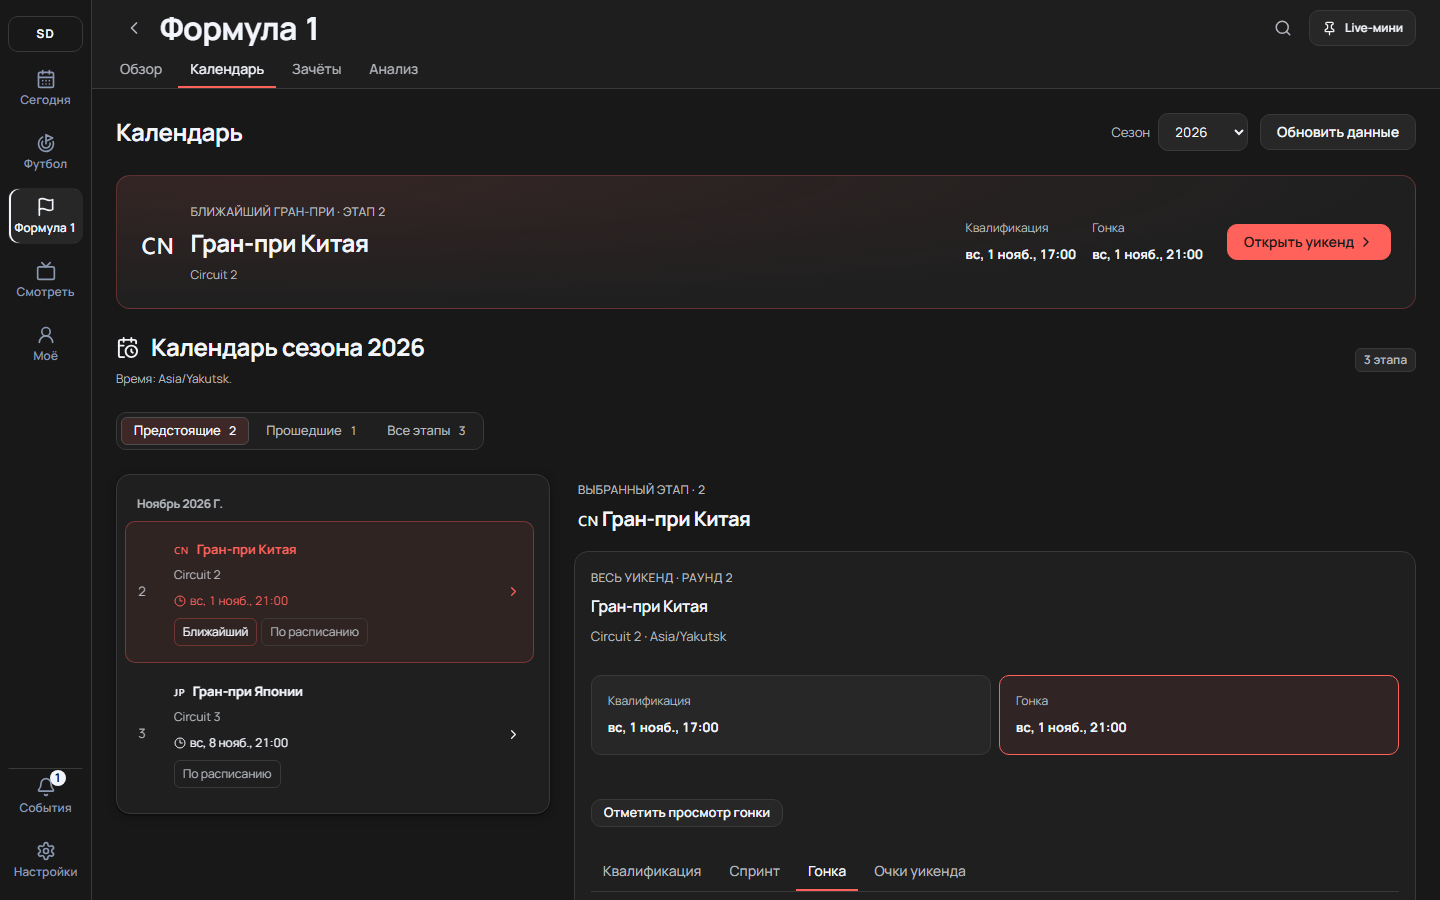 SD
Сегодня
Футбол
Формула 1
Смотреть
Моё
1
События
Настройки
Формула 1
Live-мини
Обзор
Календарь
Зачёты
Анализ
Календарь
Сезон
2026
Обновить данные
БЛИЖАЙШИЙ ГРАН-ПРИ · ЭТАП 2
CN
Гран-при Китая
Circuit 2
Квалификация
вс, 1 нояб., 17:00
Гонка
вс, 1 нояб., 21:00
Открыть уикенд
Календарь сезона 2026
Время: Asia/Yakutsk.
3 этапа
Предстоящие 2
Прошедшие 1
Все этапы 3
Ноябрь 2026 Г.
2
CN Гран-при Китая
Circuit 2
вс, 1 нояб., 21:00
Ближайший
По расписанию
3
JP Гран-при Японии
Circuit 3
вс, 8 нояб., 21:00
По расписанию
ВЫБРАННЫЙ ЭТАП · 2
CN Гран-при Китая
ВЕСЬ УИКЕНД · РАУНД 2
Гран-при Китая
Circuit 2 · Asia/Yakutsk
Квалификация
вс, 1 нояб., 17:00
Гонка
вс, 1 нояб., 21:00
Отметить просмотр гонки
Квалификация
Спринт
Гонка
Очки уикенда